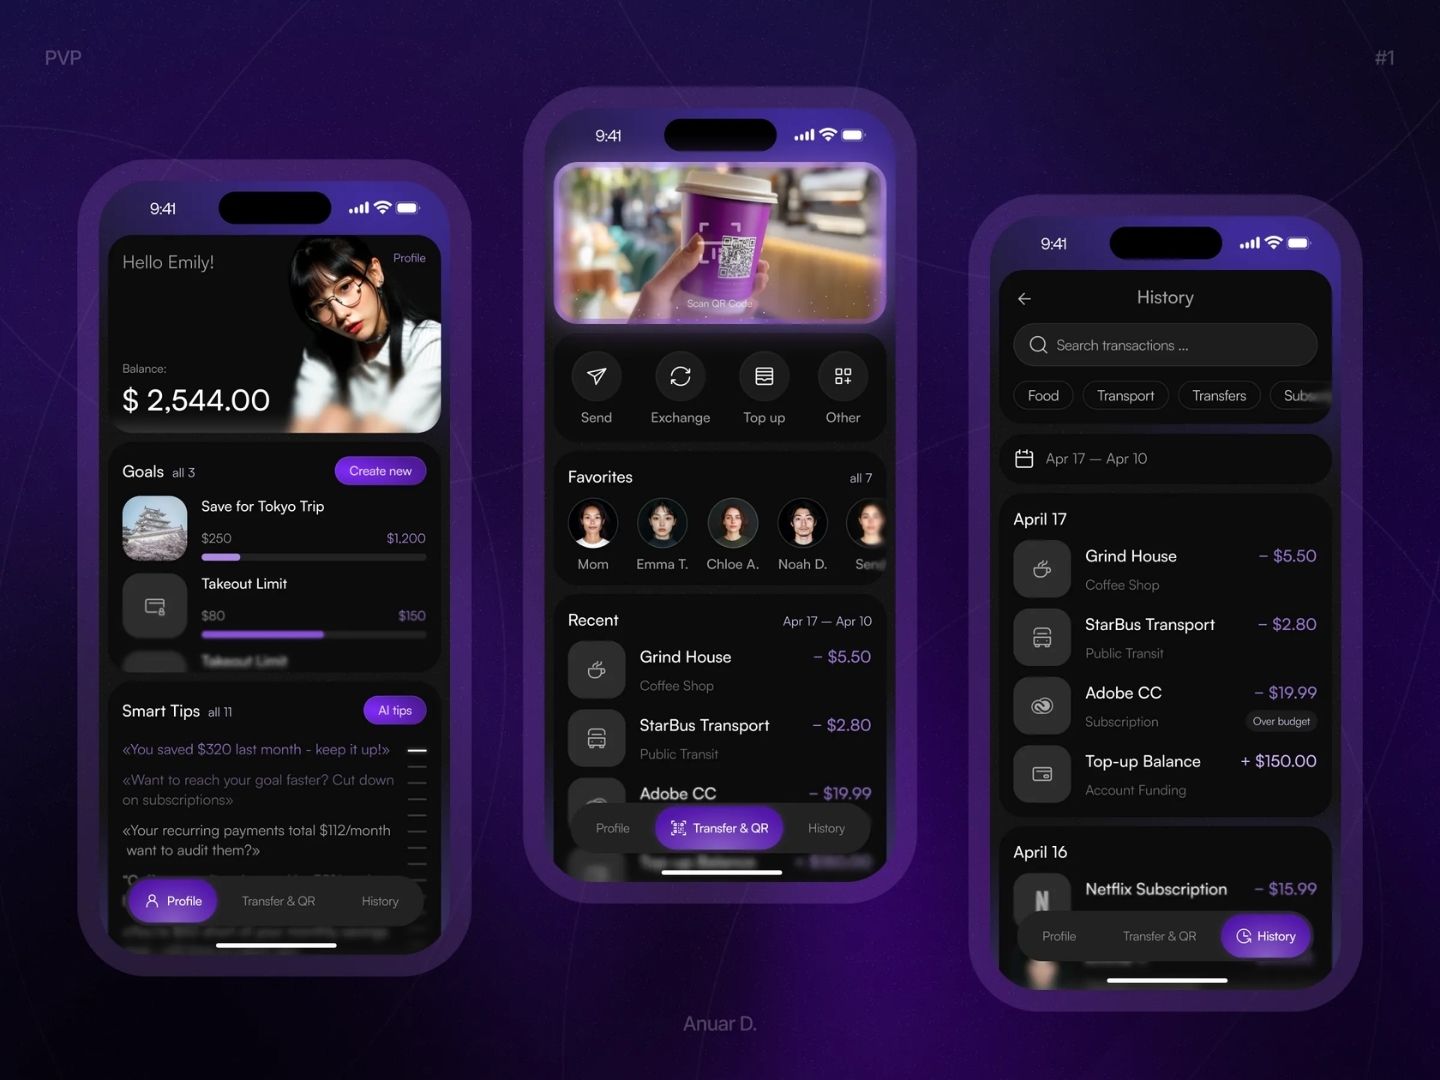 PVP
#1
9:41
Hello Emily!
Profile
Balance:
$ 2,544.00
Goals all 3
Create new
Save for Tokyo Trip
$250 $1,200
Takeout Limit
$80 $150
Takeout Limit
Smart Tips all 11
AI tips
«You saved $320 last month - keep it up!»
«Want to reach your goal faster? Cut down
on subscriptions»
«Your recurring payments total $112/month
want to audit them?»
Profile
Transfer & QR
History
9:41
Scan QR Code
Send
Exchange
Top up
Other
Favorites
all 7
Mom
Emma T.
Chloe A.
Noah D.
Recent
Apr 17 – Apr 10
Grind House – $5.50
Coffee Shop
StarBus Transport – $2.80
Public Transit
Adobe CC – $19.99
Profile
Transfer & QR
History
Top-up Balance
9:41
History
Search transactions ...
Food
Transport
Transfers
Apr 17 – Apr 10
April 17
Grind House – $5.50
Coffee Shop
StarBus Transport – $2.80
Public Transit
Adobe CC – $19.99
Subscription
Over budget
Top-up Balance + $150.00
Account Funding
April 16
N
Netflix Subscription – $15.99
Profile
Transfer & QR
History
Anuar D.